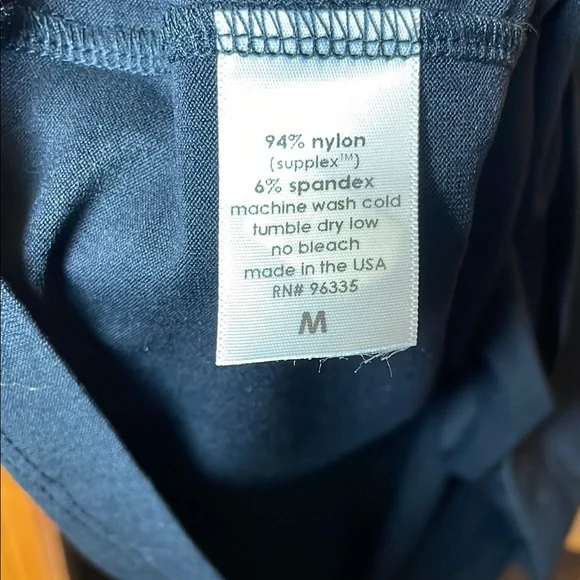 94% nylon
(supplex™)
6% spandex
machine wash cold
tumble dry low
no bleach
made in the USA
RN# 96335
M